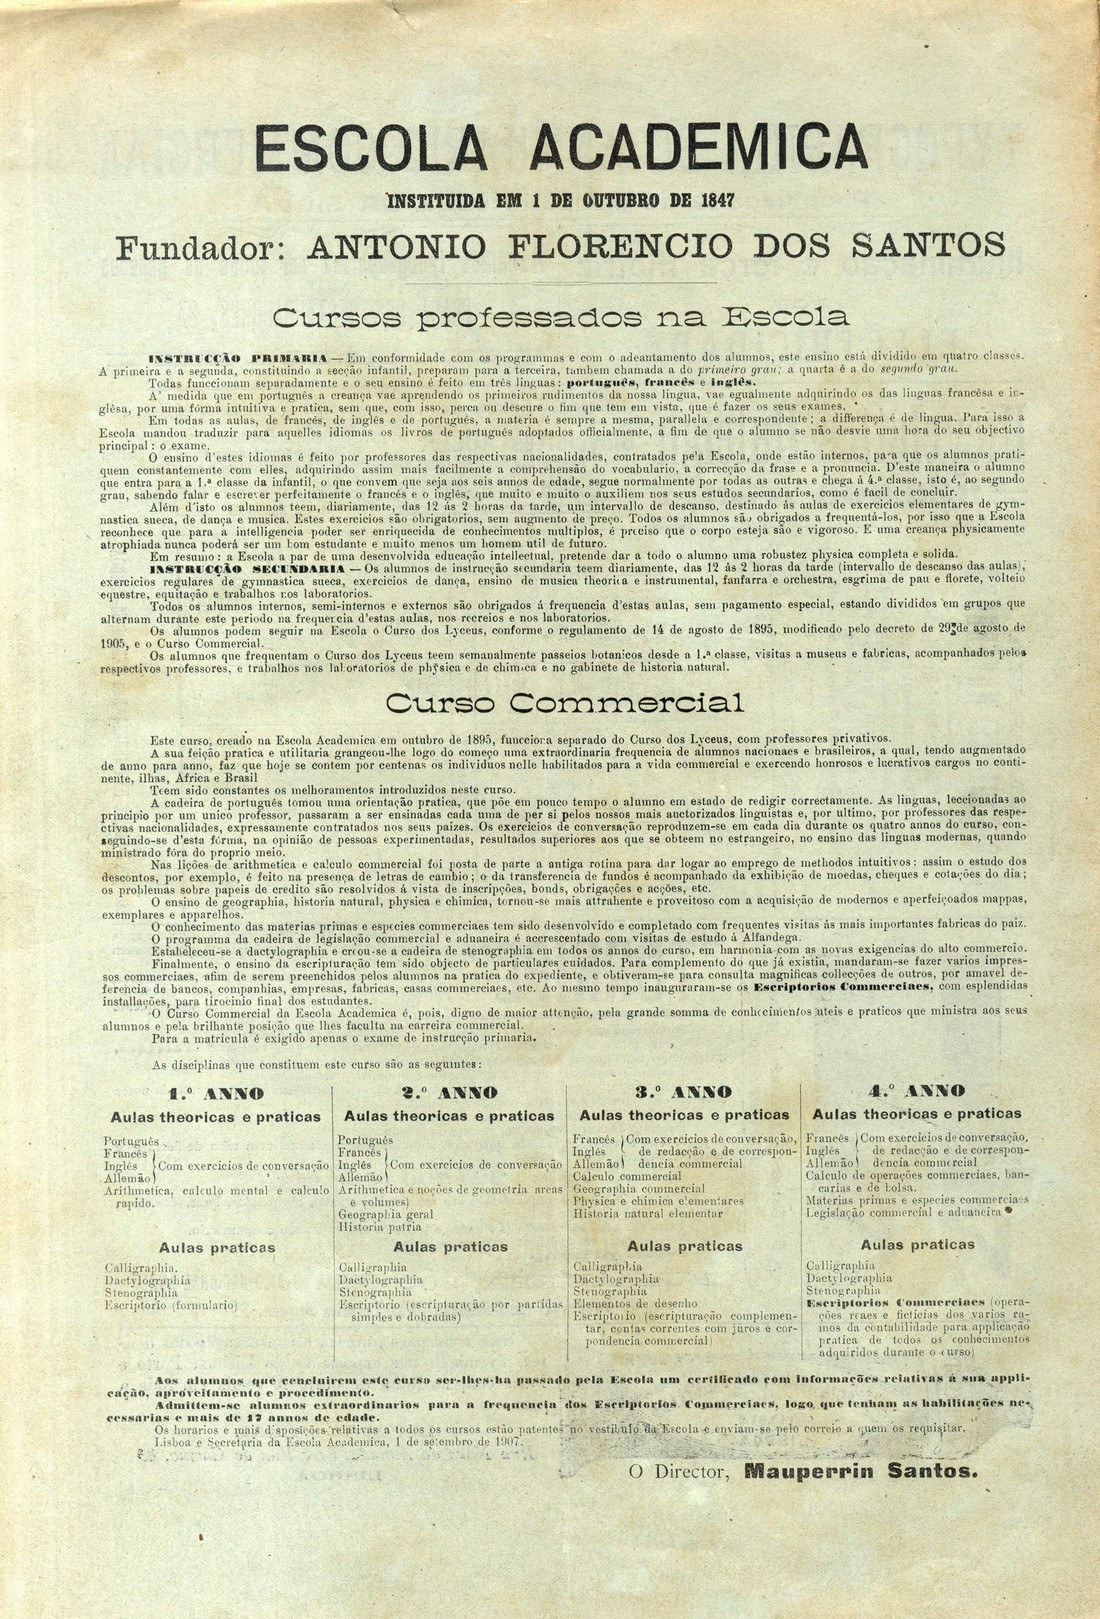 ESCOLA ACADEMICA
INSTITUIDA EM 1 DE OUTUBRO DE 1847
Fundador: ANTONIO FLORENCIO DOS SANTOS
Cursos professados na Escola
INSTRUCÇÃO PRIMARIA — Em conformidade com os programmas e com o adeantamento dos alumnos, este ensino está dividido em quatro classes.
A primeira e a segunda, constituindo a secção infantil, preparam para a terceira, tambem chamada a do primeiro grau; a quarta é a do segundo grau.
Todas funccionam separadamente e o seu ensino é feito em três linguas: português, francês e inglês.
A' medida que em português a creança vae aprendendo os primeiros rudimentos da nossa lingua, vae egualmente adquirindo os das linguas francêsa e in-
glêsa, por uma fórma intuitiva e pratica, sem que, com isso, perca ou descure o fim que tem em vista, que é fazer os seus exames.
Em todas as aulas, de francês, de inglês e de português, a materia é sempre a mesma, parallela e correspondente; a differença é de lingua. Para isso a
Escola mandou traduzir para aquelles idiomas os livros de português adoptados officialmente, a fim de que o alumno se não desvie uma hora do seu objectivo
principal: o exame.
O ensino d'estes idiomas é feito por professores das respectivas nacionalidades, contratados pela Escola, onde estão internos, para que os alumnos prati-
quem constantemente com elles, adquirindo assim mais facilmente a comprehensão do vocabulario, a correcção da frase e a pronuncia. D'este maneira o alumno
que entra para a 1.ª classe da infantil, o que convem que seja aos seis annos de edade, segue normalmente por todas as outras e chega á 4.ª classe, isto é, ao segundo
grau, sabendo falar e escrever perfeitamente o francês e o inglês, que muito e muito o auxiliem nos seus estudos secundarios, como é facil de concluir.
Além d'isto os alumnos teem, diariamente, das 12 ás 2 horas da tarde, um intervallo de descanso, destinado ás aulas de exercicios elementares de gym-
nastica sueca, de dança e musica. Estes exercicios são obrigatorios, sem augmento de preço. Todos os alumnos são obrigados a frequentá-los, por isso que a Escola
reconhece que para a intelligencia poder ser enriquecida de conhecimentos multiplos, é preciso que o corpo esteja são e vigoroso. E uma creança physicamente
atrophiada nunca poderá ser um bom estudante e muito menos um homem util de futuro.
Em resumo: a Escola a par de uma desenvolvida educação intellectual, pretende dar a todo o alumno uma robustez physica completa e solida.
INSTRUCÇÃO SECUNDARIA — Os alumnos de instrucção secundaria teem diariamente, das 12 ás 2 horas da tarde (intervallo de descanso das aulas),
exercicios regulares de gymnastica sueca, exercicios de dança, ensino de musica theorica e instrumental, fanfarra e orchestra, esgrima de pau e florete, volteio
equestre, equitação e trabalhos nos laboratorios.
Todos os alumnos internos, semi-internos e externos são obrigados á frequencia d'estas aulas, sem pagamento especial, estando divididos em grupos que
alternam durante este periodo na frequencia d'estas aulas, nos recreios e nos laboratorios.
Os alumnos podem seguir na Escola o Curso dos Lyceus, conforme o regulamento de 14 de agosto de 1895, modificado pelo decreto de 29 de agosto de
1905, e o Curso Commercial.
Os alumnos que frequentam o Curso dos Lyceus teem semanalmente passeios botanicos desde a 1.ª classe, visitas a museus e fabricas, acompanhados pelos
respectivos professores, e trabalhos nos laboratorios de physica e de chimica e no gabinete de historia natural.
Curso Commercial
Este curso, creado na Escola Academica em outubro de 1895, funcciona separado do Curso dos Lyceus, com professores privativos.
A sua feição pratica e utilitaria grangeou-lhe logo do começo uma extraordinaria frequencia de alumnos nacionaes e brasileiros, a qual, tendo augmentado
de anno para anno, faz que hoje se contem por centenas os individuos nelle habilitados para a vida commercial e exercendo honrosos e lucrativos cargos no conti-
nente, ilhas, Africa e Brasil
Teem sido constantes os melhoramentos introduzidos neste curso.
A cadeira de português tomou uma orientação pratica, que põe em pouco tempo o alumno em estado de redigir correctamente. As linguas, leccionadas ao
principio por um unico professor, passaram a ser ensinadas cada uma de per si pelos nossos mais auctorizados linguistas e, por ultimo, por professores das respe-
ctivas nacionalidades, expressamente contratados nos seus paizes. Os exercicios de conversação reproduzem-se em cada dia durante os quatro annos do curso, con-
seguindo-se d'esta fórma, na opinião de pessoas experimentadas, resultados superiores aos que se obteem no estrangeiro, no ensino das linguas modernas, quando
ministrado fóra do proprio meio.
Nas lições de arithmetica e calculo commercial foi posta de parte a antiga rotina para dar logar ao emprego de methodos intuitivos: assim o estudo dos
descontos, por exemplo, é feito na presença de letras de cambio; o da transferencia de fundos é acompanhado da exhibição de moedas, cheques e cotações do dia;
os problemas sobre papeis de credito são resolvidos á vista de inscripções, bonds, obrigações e acções, etc.
O ensino de geographia, historia natural, physica e chimica, tornou-se mais attrahente e proveitoso com a acquisição de modernos e aperfeiçoados mappas,
exemplares e apparelhos.
O conhecimento das materias primas e especies commerciaes tem sido desenvolvido e completado com frequentes visitas ás mais importantes fabricas do paiz.
O programma da cadeira de legislação commercial e aduaneira é accrescentado com visitas de estudo á Alfandega.
Estabeleceu-se a dactylographia e creou-se a cadeira de stenographia em todos os annos do curso, em harmonia com as novas exigencias do alto commercio.
Finalmente, o ensino da escripturação tem sido objecto de particulares cuidados. Para complemento do que já existia, mandaram-se fazer varios impres-
sos commerciaes, afim de serem preenchidos pelos alumnos na pratica do expediente, e obtiveram-se para consulta magnificas collecções de outros, por amavel de-
ferencia de bancos, companhias, empresas, fabricas, casas commerciaes, etc. Ao mesmo tempo inauguraram-se os Escriptorios Commerciaes, com esplendidas
installações, para tirocinio final dos estudantes.
O Curso Commercial da Escola Academica é, pois, digno de maior attenção, pela grande somma de conhecimentos uteis e praticos que ministra aos seus
alumnos e pela brilhante posição que lhes faculta na carreira commercial.
Para a matricula é exigido apenas o exame de instrucção primaria.
As disciplinas que constituem este curso são as seguintes:
1.º ANNO
Aulas theoricas e praticas
Português
Francês
Inglês } Com exercicios de conversação
Allemão
Arithmetica, calculo mental e calculo
rapido.
Aulas praticas
Calligraphia.
Dactylographia
Stenographia
Escriptorio (formulario)
2.º ANNO
Aulas theoricas e praticas
Português
Francês
Inglês } Com exercicios de conversação
Allemão
Arithmetica e noções de geometria (areas
e volumes)
Geographia geral
Historia patria
Aulas praticas
Calligraphia
Dactylographia
Stenographia
Escriptorio (escripturação por partidas
simples e dobradas)
3.º ANNO
Aulas theoricas e praticas
Francês } Com exercicios de conversação,
Inglês de redacção e de correspon-
Allemão dencia commercial
Calculo commercial
Geographia commercial
Physica e chimica elementares
Historia natural elementar
Aulas praticas
Calligraphia
Dactylographia
Stenographia
Elementos de desenho
Escriptorio (escripturação complemen-
tar, contas correntes com juros e cor-
pondencia commercial)
4.º ANNO
Aulas theoricas e praticas
Francês } Com exercicios de conversação,
Inglês de redacção e de correspon-
Allemão dencia commercial
Calculo de operações commerciaes, ban-
carias e de bolsa.
Materias primas e especies commerciaes
Legislação commercial e aduaneira
Aulas praticas
Calligraphia
Dactylographia
Stenographia
Escriptorios Commerciaes (opera-
ções reaes e ficticias dos varios ra-
mos da contabilidade para applicação
pratica de todos os conhecimentos
adquiridos durante o curso)
Aos alumnos que concluirem este curso ser-lhes-ha passado pela Escola um certificado com informações relativas á sua appli-
cação, aproveitamento e procedimento.
Admittem-se alumnos extraordinarios para a frequencia dos Escriptorios Commerciaes, logo que tenham as habilitações ne-
cessarias e mais de 17 annos de edade.
Os horarios e mais disposições relativas a todos os cursos estão patentes no vestibulo da Escola e enviam-se pelo correio a quem os requisitar.
Lisboa e Secretaria da Escola Academica, 1 de setembro de 1907.
O Director, Mauperrin Santos.